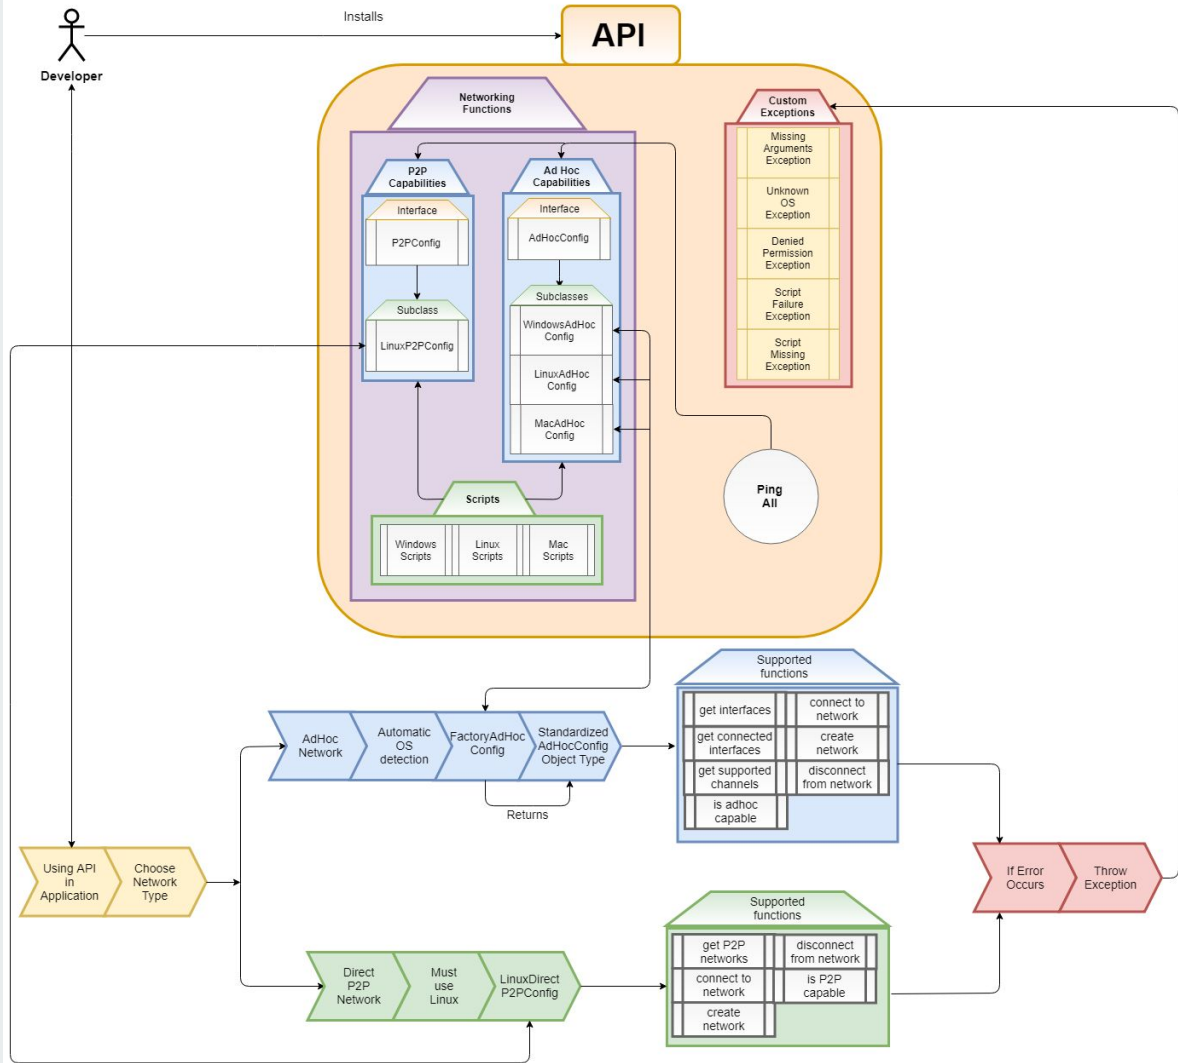 Installs
API
Developer
Networking
Functions
Custom
Exceptions
Missing
Arguments
Exception
Unknown
OS
Exception
Denied
Permission
Exception
Script
Failure
Exception
Script
Missing
Exception
P2P
Capabilities
Interface
P2PConfig
Subclass
LinuxP2PConfig
Ad Hoc
Capabilities
Interface
AdHocConfig
Subclasses
WindowsAdHoc
Config
LinuxAdHoc
Config
MacAdHoc
Config
Ping
All
Scripts
Windows
Scripts
Linux
Scripts
Mac
Scripts
Using API
in
Application
Choose
Network
Type
AdHoc
Network
Automatic
OS
detection
FactoryAdHoc
Config
Standardized
AdHocConfig
Object Type
Returns
Supported
functions
get interfaces
connect to
network
get connected
interfaces
create
network
get supported
channels
disconnect
from network
is adhoc
capable
Direct
P2P
Network
Must
use
Linux
LinuxDirect
P2PConfig
Supported
functions
get P2P
networks
disconnect
from network
connect to
network
is P2P
capable
create
network
If Error
Occurs
Throw
Exception